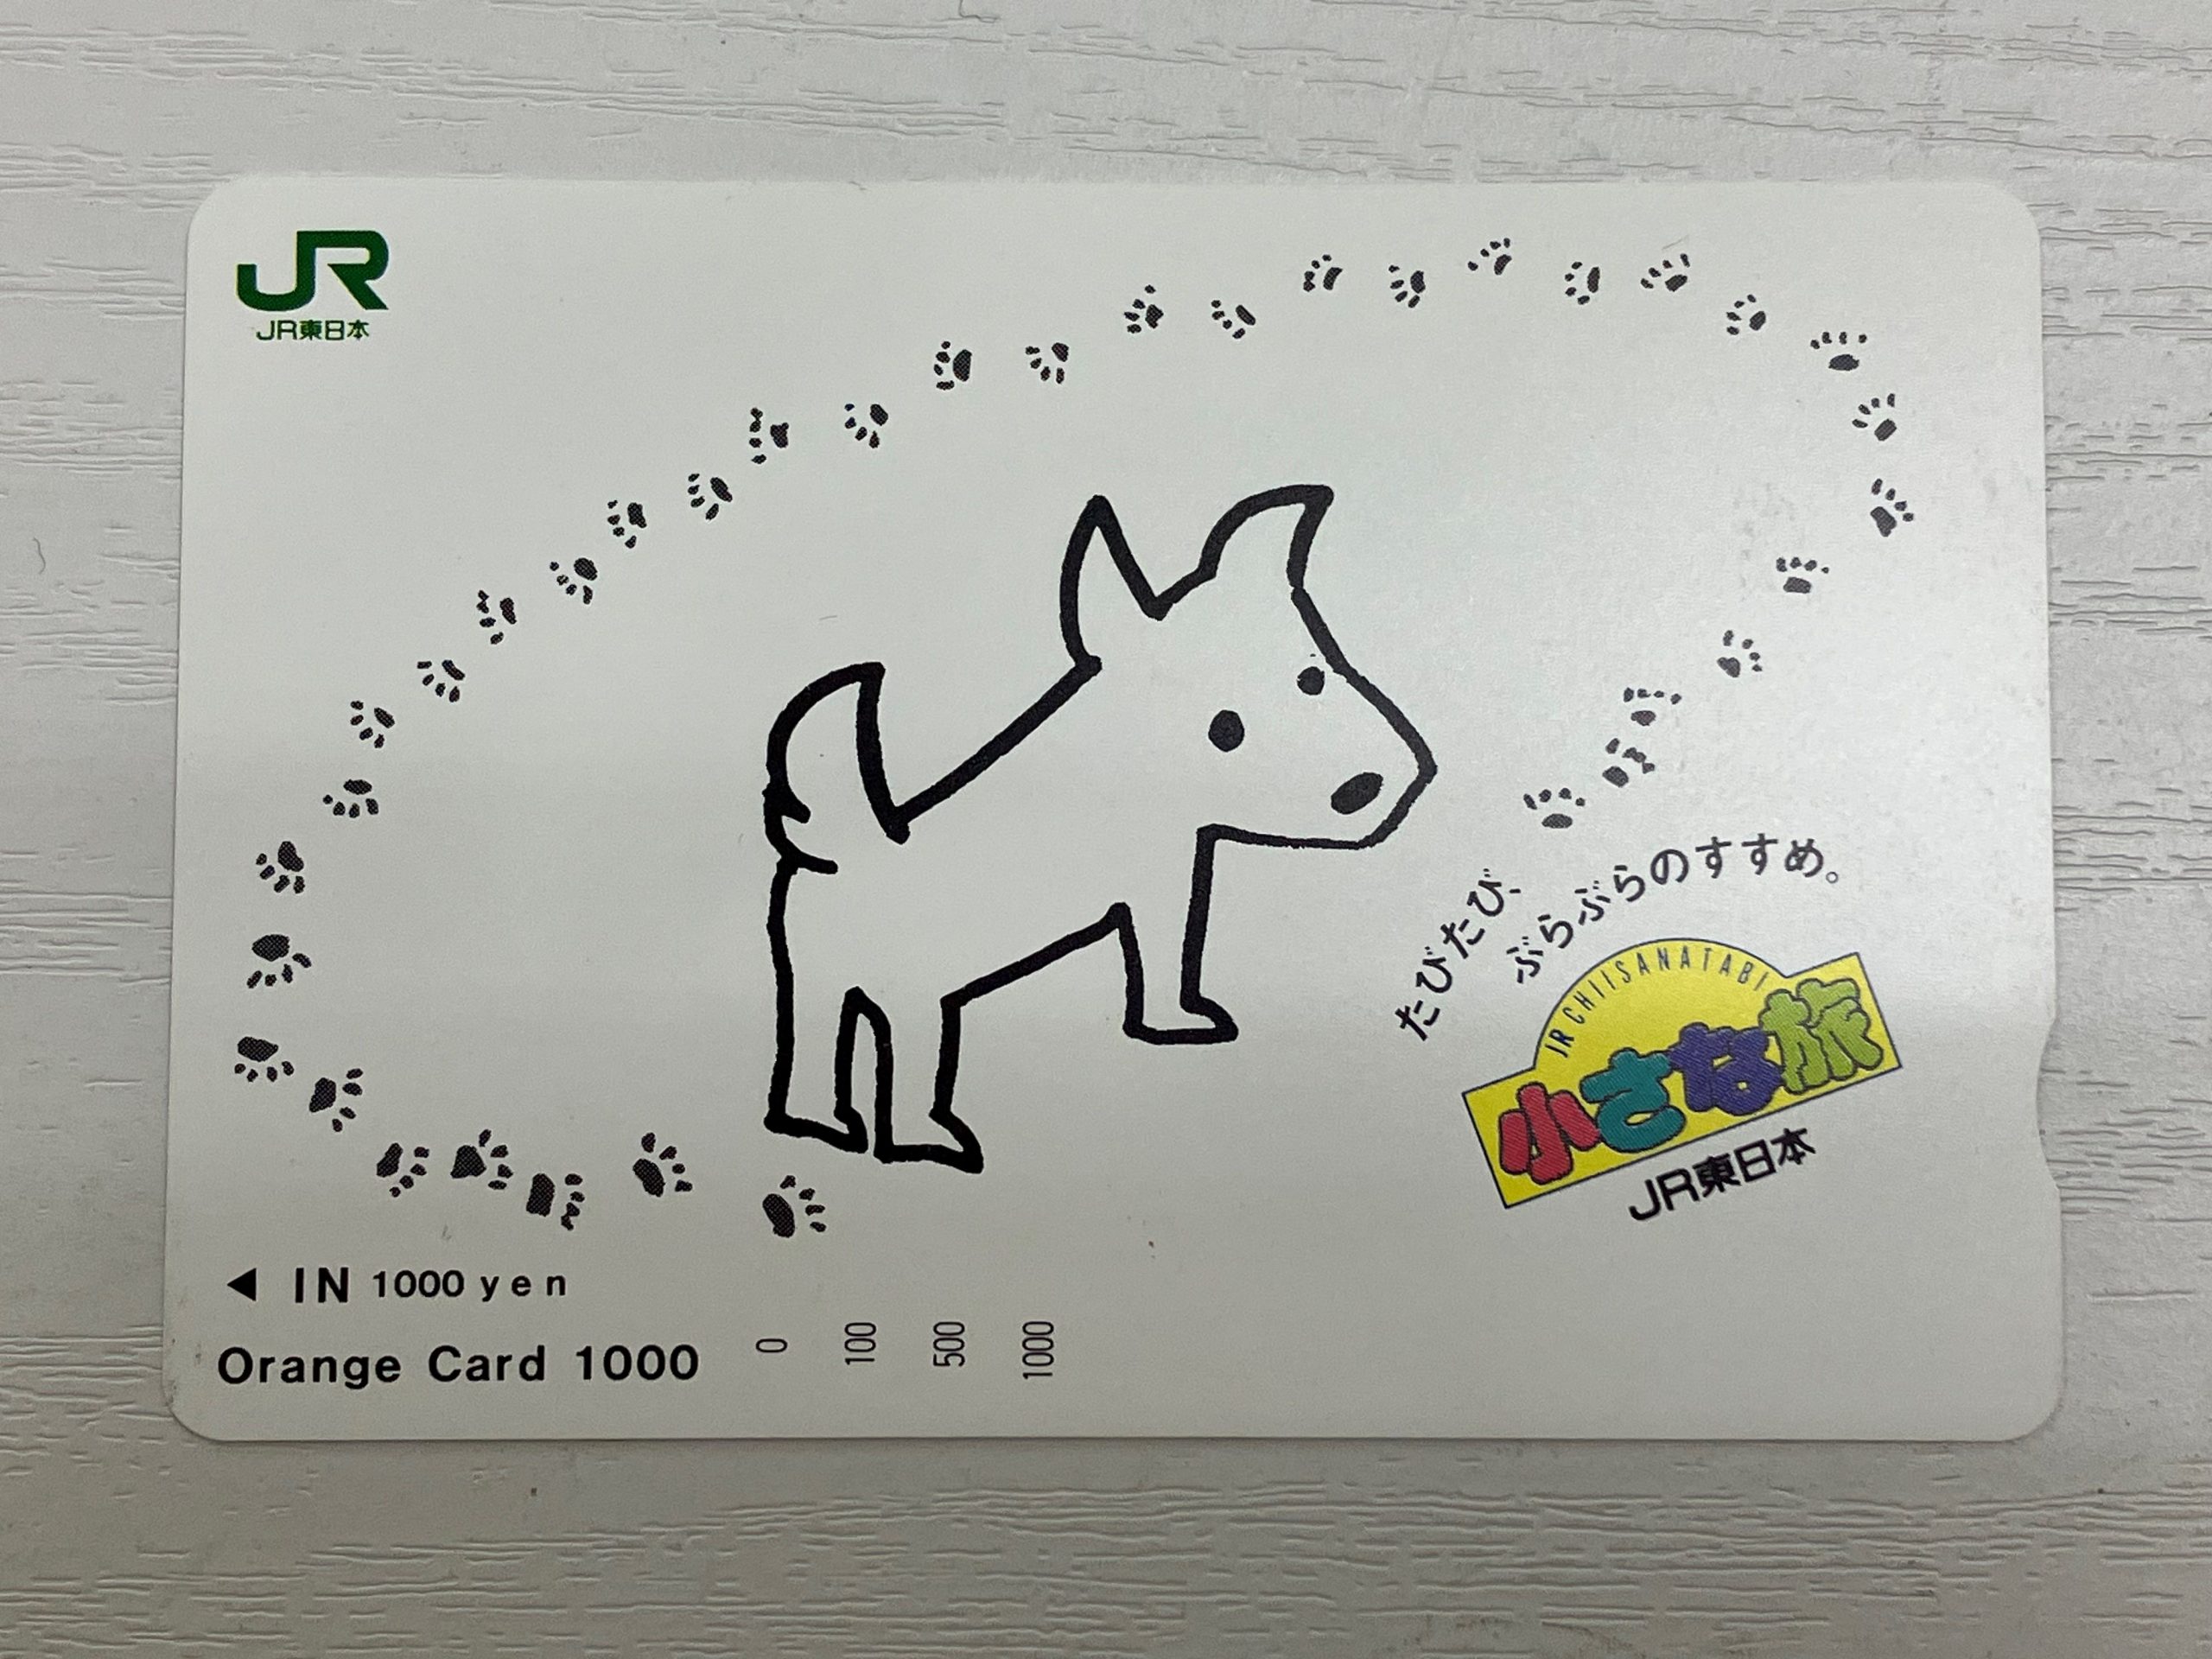 JR
JR東日本
たびたび、
ぶらぶらのすすめ。
JR CHIISANATABI
小さな旅
JR東日本
◀ IN 1000 yen
Orange Card 1000
0 100 500 1000